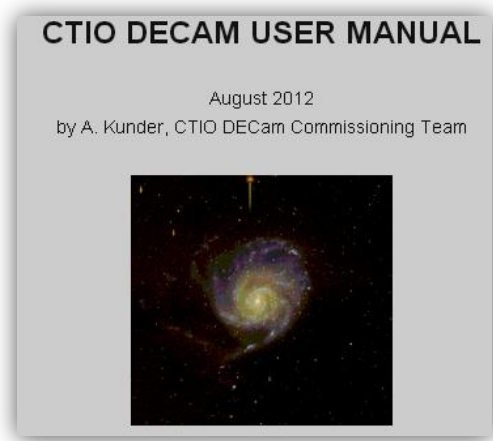 CTIO DECAM USER MANUAL
August 2012
by A. Kunder, CTIO DECam Commissioning Team